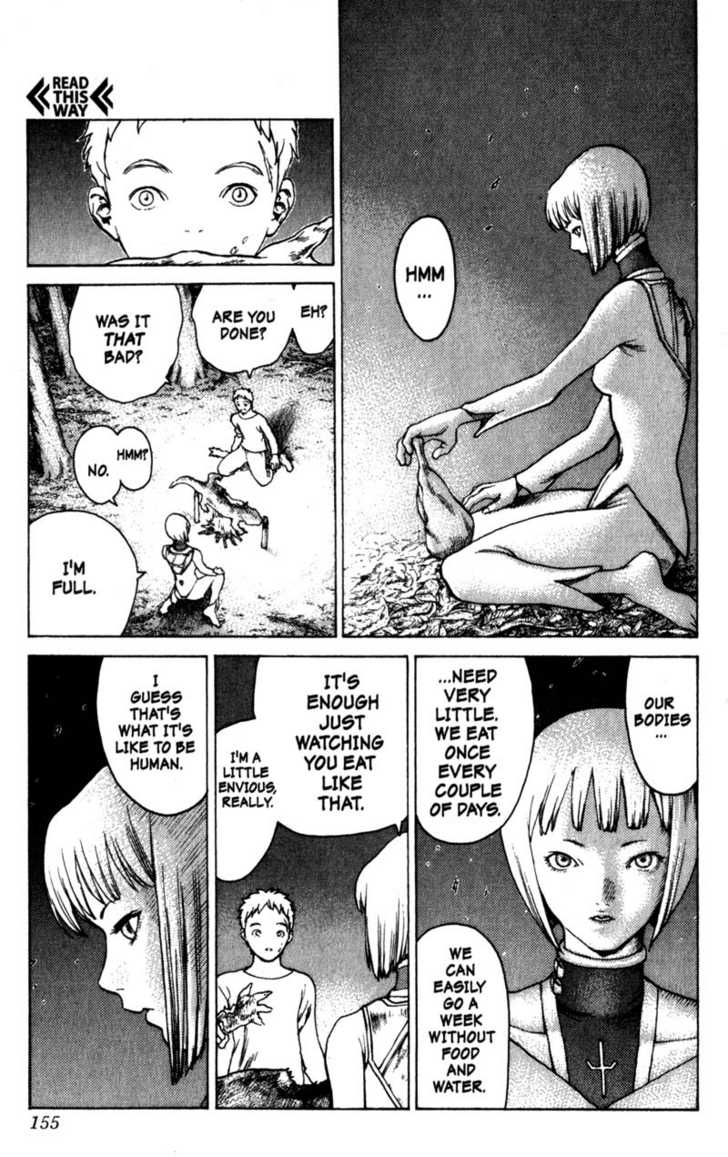 READ
THIS
WAY
HMM
...
EH?
ARE YOU
DONE?
WAS IT
THAT
BAD?
HMM?
NO.
I'M
FULL.
OUR
BODIES
...
...NEED
VERY
LITTLE.
WE EAT
ONCE
EVERY
COUPLE
OF DAYS.
WE
CAN
EASILY
GO A
WEEK
WITHOUT
FOOD
AND
WATER.
IT'S
ENOUGH
JUST
WATCHING
YOU EAT
LIKE
THAT.
I'M A
LITTLE
ENVIOUS,
REALLY.
I
GUESS
THAT'S
WHAT IT'S
LIKE TO BE
HUMAN.
155